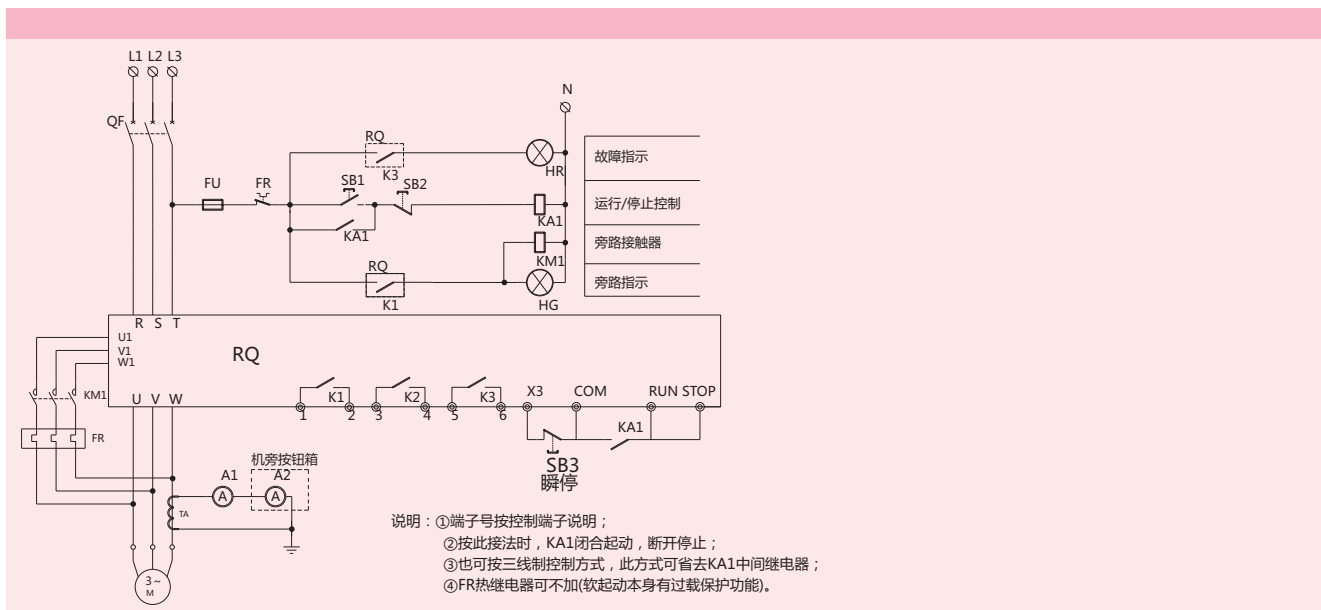 L1 L2 L3
N
QF
RQ
K3
HR
故障指示
FU
FR
SB1
SB2
KA1
KA1
运行/停止控制
KM1
旁路接触器
RQ
K1
HG
旁路指示
R S T
U1
V1
W1
RQ
KM1
U V W
K1
K2
K3
X3
COM
RUN STOP
1
2
3
4
5
6
FR
KA1
SB3
瞬停
机旁按钮箱
A1
A2
A
A
TA
3~
M
说明：①端子号按控制端子说明；
②按此接法时，KA1闭合起动，断开停止；
③也可按三线制控制方式，此方式可省去KA1中间继电器；
④FR热继电器可不加(软起动本身有过载保护功能)。